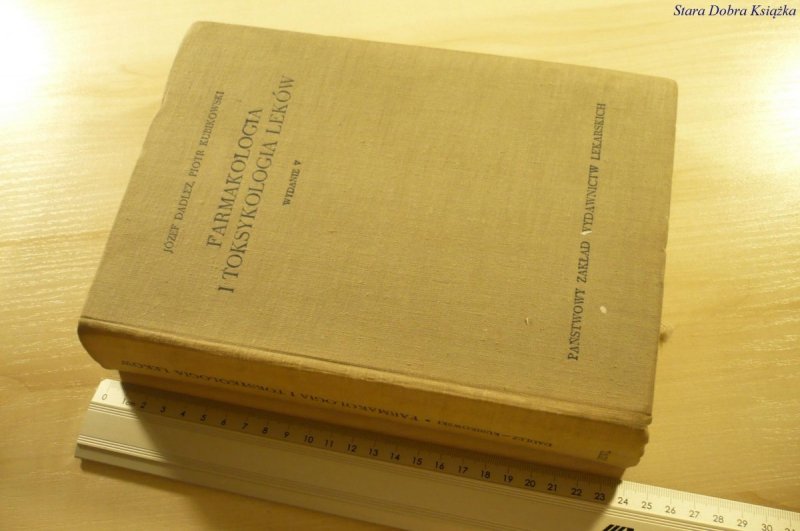 Stara Dobra Książka
JÓZEF DADLEZ PIOTR KUBIKOWSKI
FARMAKOLOGIA
I TOKSYKOLOGIA LEKÓW
WYDANIE V
PAŃSTWOWY ZAKŁAD WYDAWNICTW LEKARSKICH
DADLEZ — KUBIKOWSKI • FARMAKOLOGIA I TOKSYKOLOGIA LEKÓW
0 1cm 2 3 4 5 6 7 8 9 10 11 12 13 14 15 16 17 18 19 20 21 22 23 24 25 26 27 28 29 30